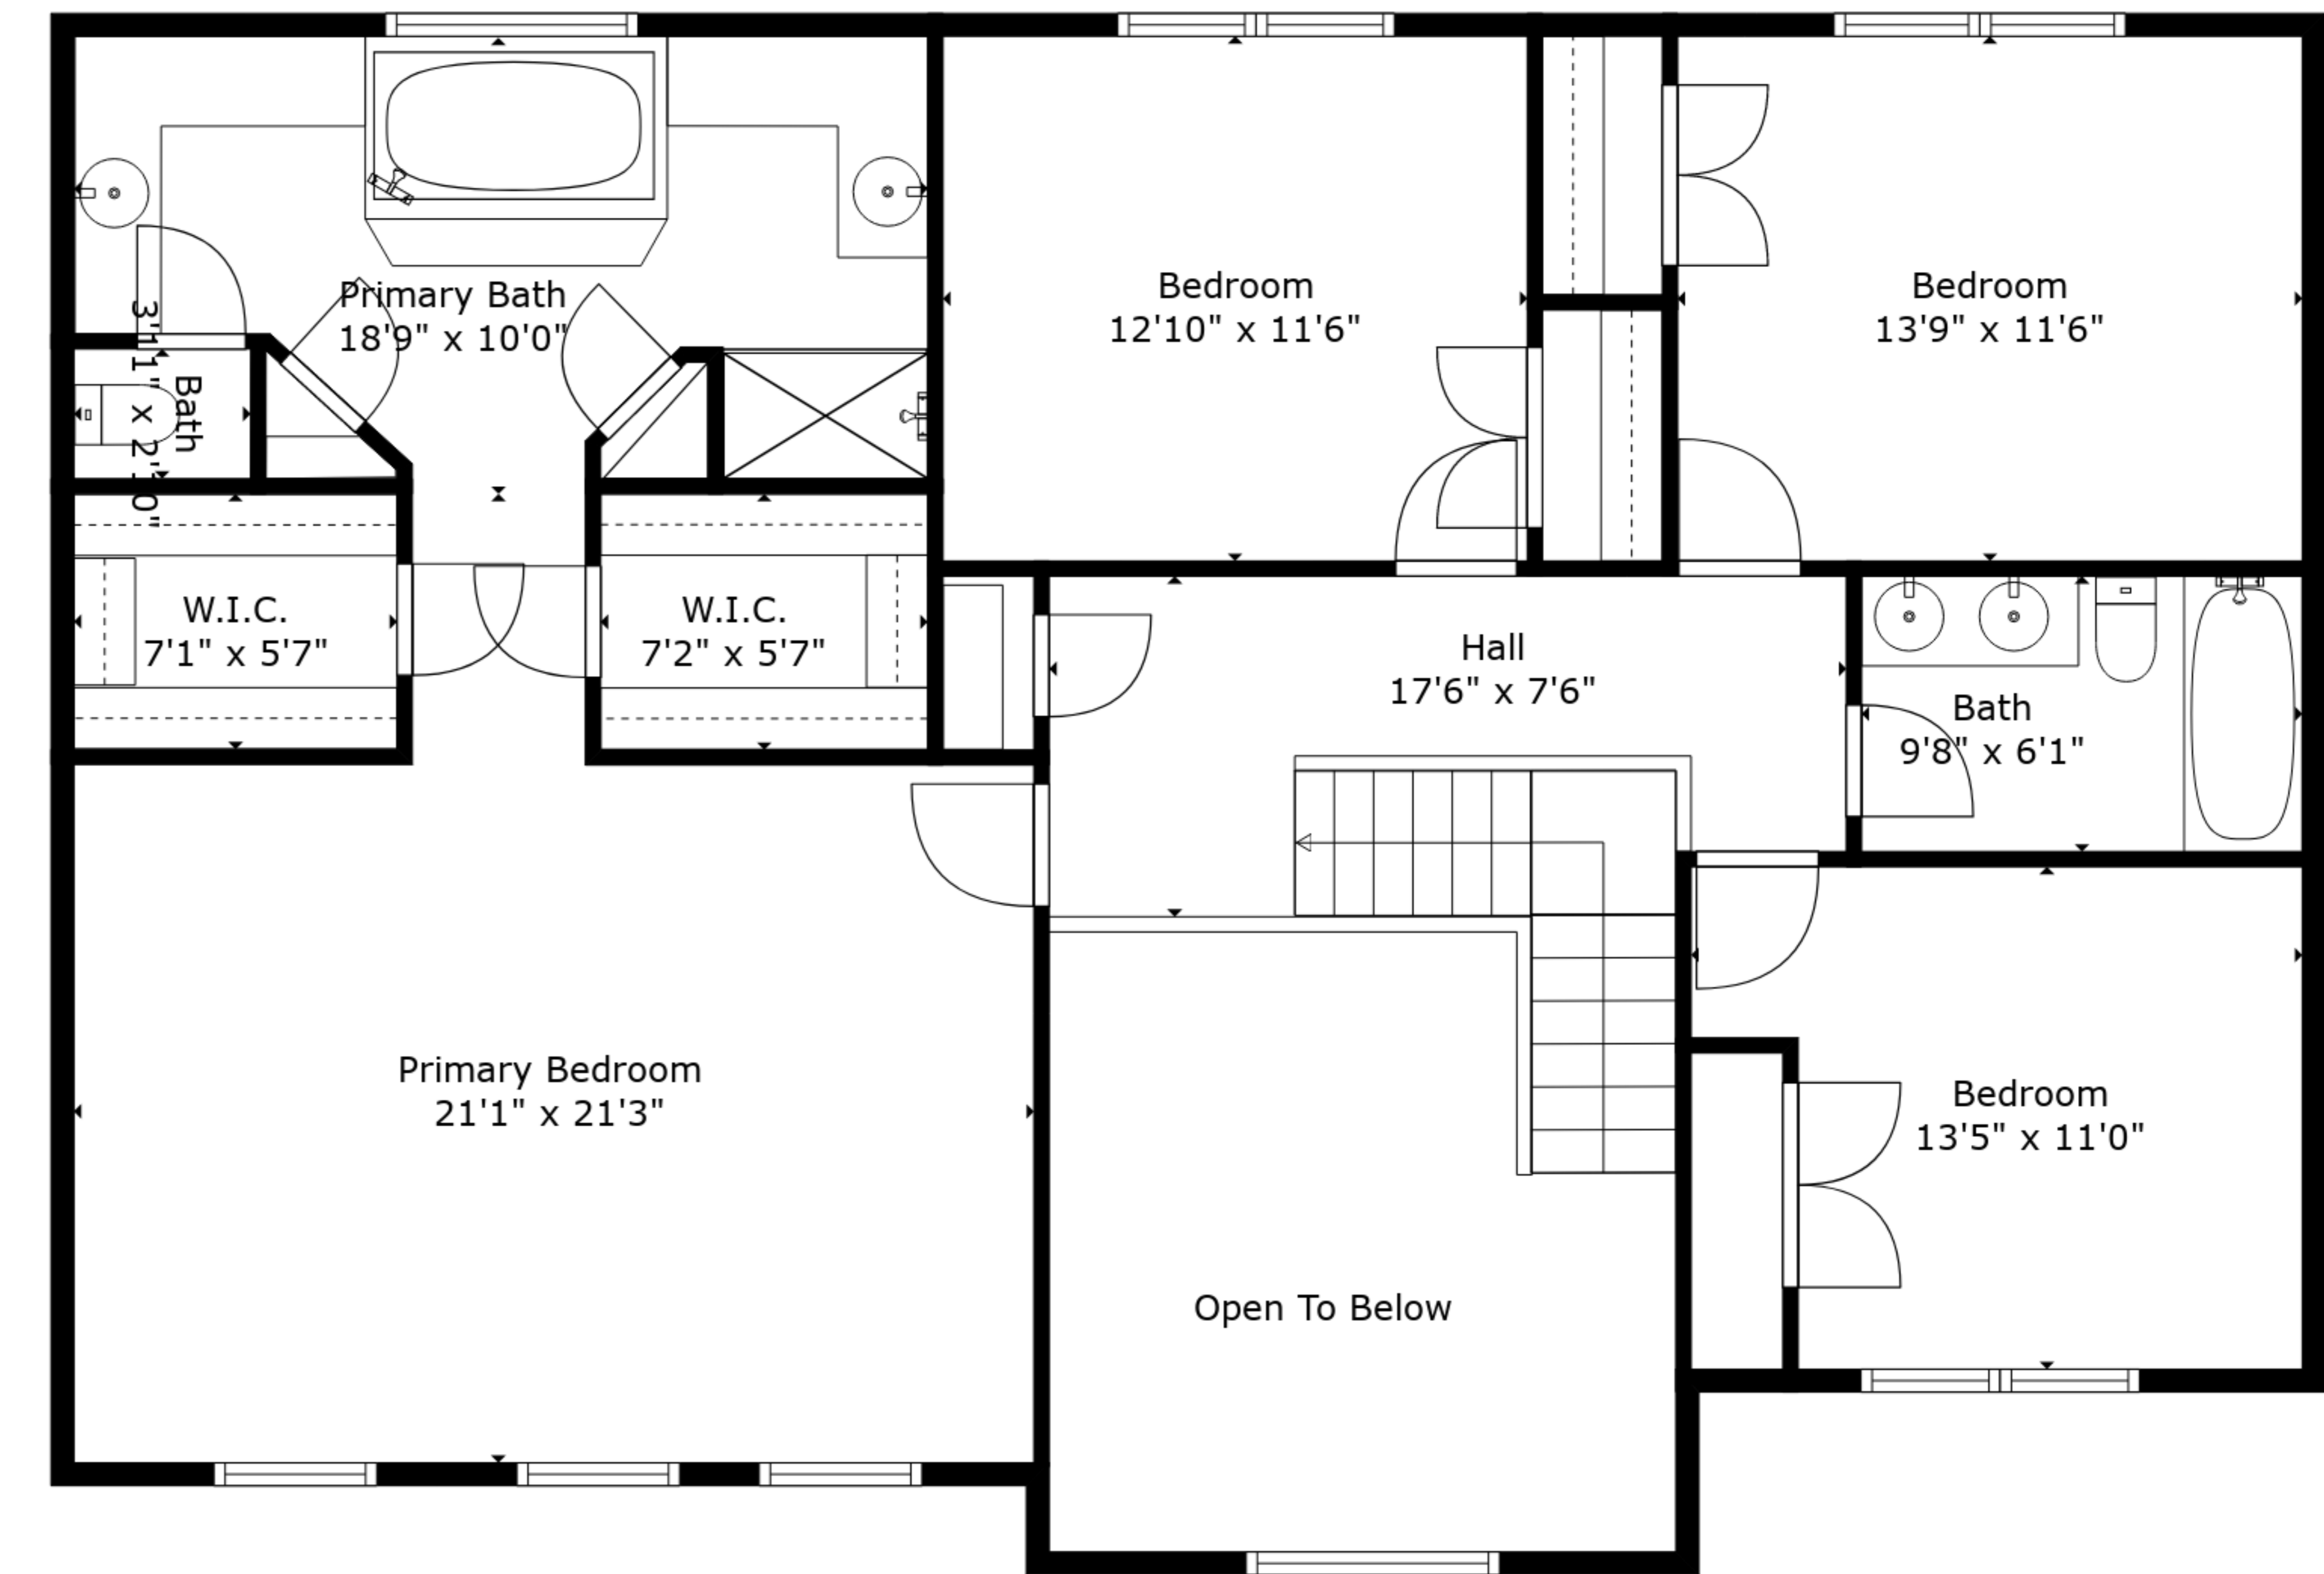 Primary Bath
18'9" x 10'0"
Bedroom
12'10" x 11'6"
Bedroom
13'9" x 11'6"
Bath
3'11" x 2'10"
W.I.C.
7'1" x 5'7"
W.I.C.
7'2" x 5'7"
Hall
17'6" x 7'6"
Bath
9'8" x 6'1"
Primary Bedroom
21'1" x 21'3"
Bedroom
13'5" x 11'0"
Open To Below